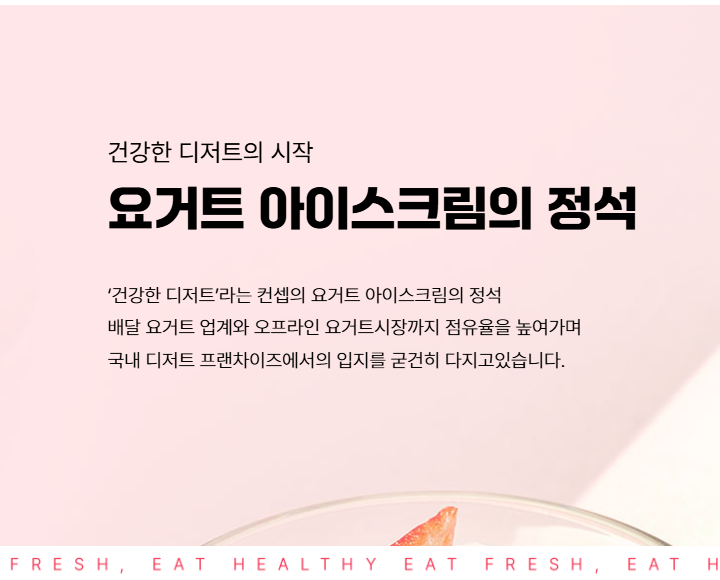 건강한 디저트의 시작
요거트 아이스크림의 정석
‘건강한 디저트’라는 컨셉의 요거트 아이스크림의 정석
배달 요거트 업계와 오프라인 요거트시장까지 점유율을 높여가며
국내 디저트 프랜차이즈에서의 입지를 굳건히 다지고있습니다.
FRESH, EAT HEALTHY EAT FRESH, EAT H